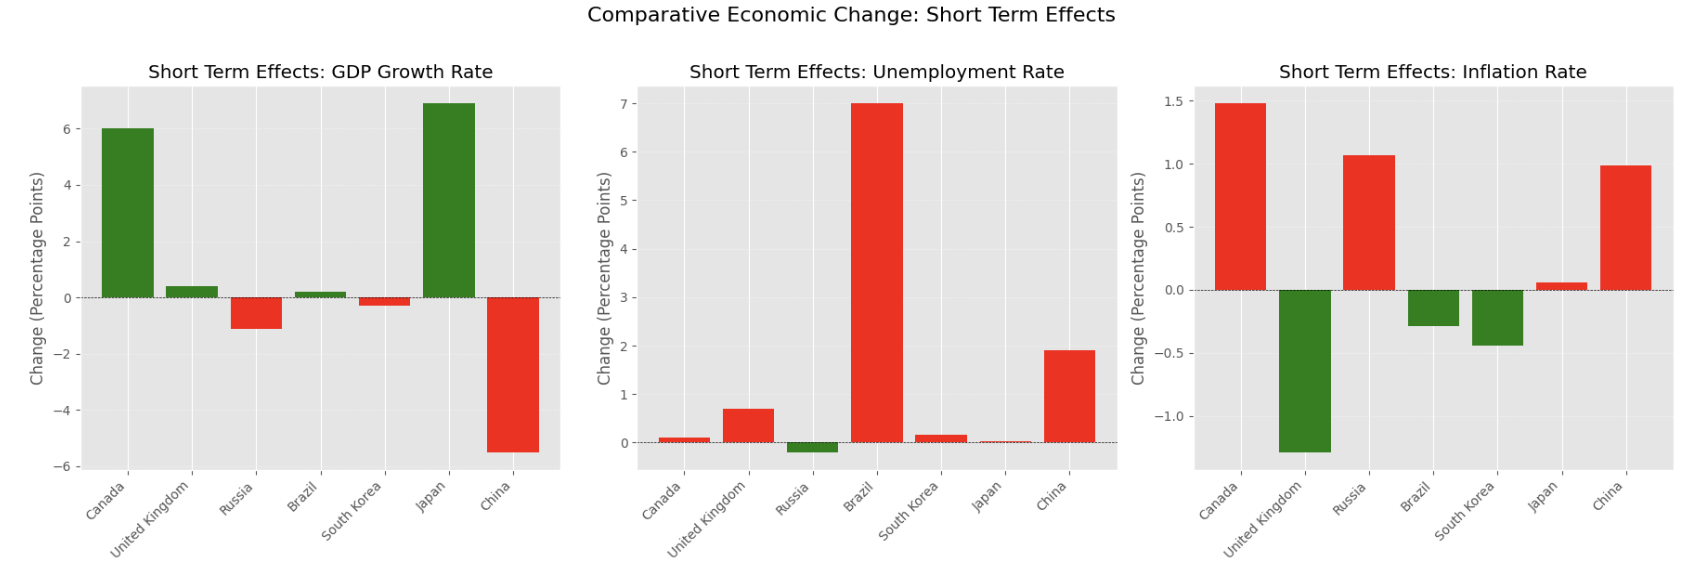 Comparative Economic Change: Short Term Effects
Short Term Effects: GDP Growth Rate
Change (Percentage Points)
6
4
2
0
−2
−4
−6
Canada
United Kingdom
Russia
Brazil
South Korea
Japan
China
Short Term Effects: Unemployment Rate
Change (Percentage Points)
7
6
5
4
3
2
1
0
Canada
United Kingdom
Russia
Brazil
South Korea
Japan
China
Short Term Effects: Inflation Rate
Change (Percentage Points)
1.5
1.0
0.5
0.0
−0.5
−1.0
Canada
United Kingdom
Russia
Brazil
South Korea
Japan
China